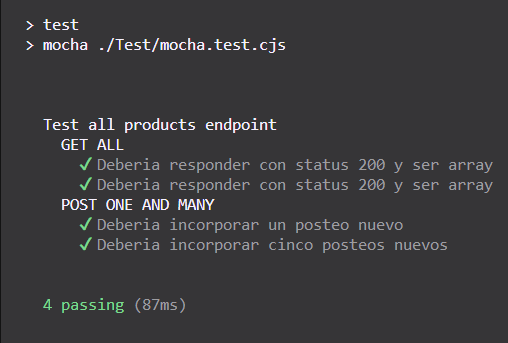 > test
> mocha ./Test/mocha.test.cjs
Test all products endpoint
GET ALL
✓ Deberia responder con status 200 y ser array
✓ Deberia responder con status 200 y ser array
POST ONE AND MANY
✓ Deberia incorporar un posteo nuevo
✓ Deberia incorporar cinco posteos nuevos
4 passing (87ms)